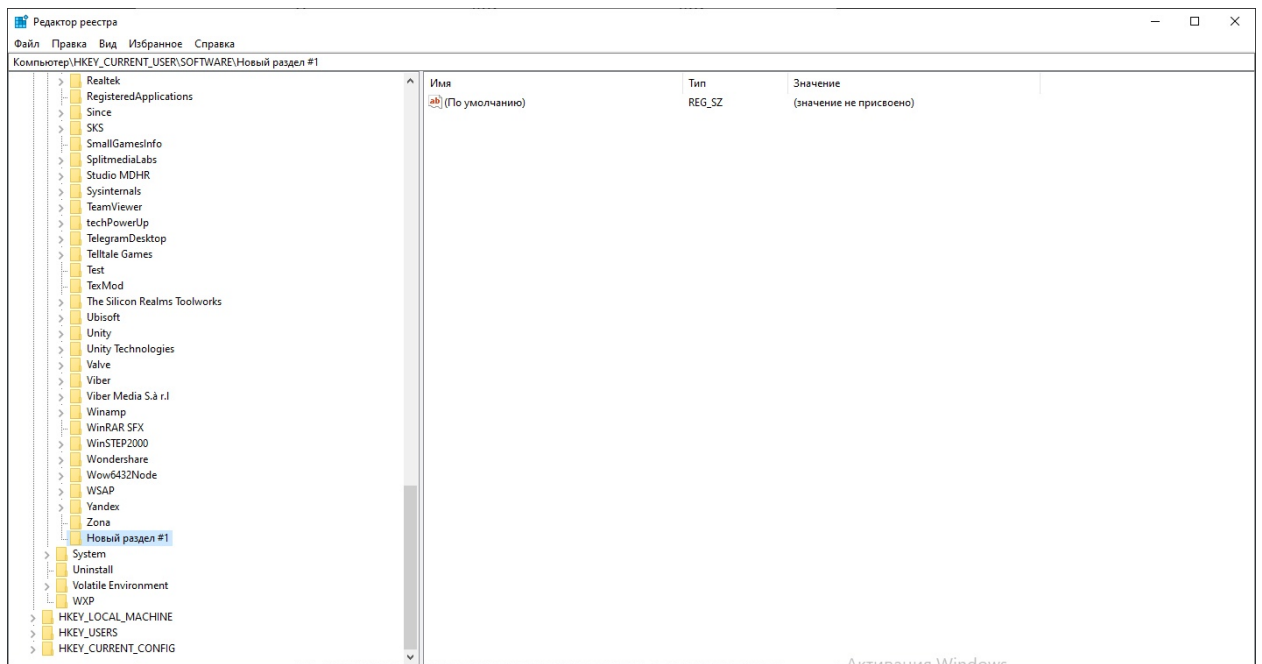 Редактор реестра
Файл Правка Вид Избранное Справка
Компьютер\HKEY_CURRENT_USER\SOFTWARE\Новый раздел #1
Realtek
RegisteredApplications
Since
SKS
SmallGamesInfo
SplitmediaLabs
Studio MDHR
Sysinternals
TeamViewer
techPowerUp
TelegramDesktop
Telltale Games
Test
TexMod
The Silicon Realms Toolworks
Ubisoft
Unity
Unity Technologies
Valve
Viber
Viber Media S.à r.l
Winamp
WinRAR SFX
WinSTEP2000
Wondershare
Wow6432Node
WSAP
Yandex
Zona
Новый раздел #1
System
Uninstall
Volatile Environment
WXP
HKEY_LOCAL_MACHINE
HKEY_USERS
HKEY_CURRENT_CONFIG
Имя Тип Значение
ab (По умолчанию) REG_SZ (значение не присвоено)
Активация Windows